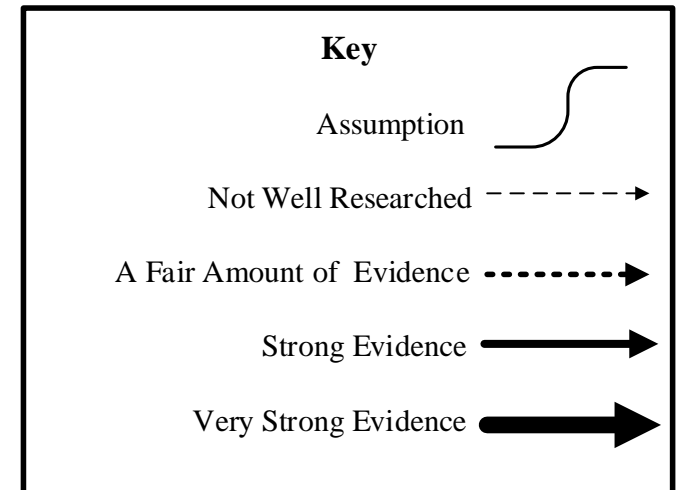 Key
Assumption
Not Well Researched
A Fair Amount of Evidence
Strong Evidence
Very Strong Evidence